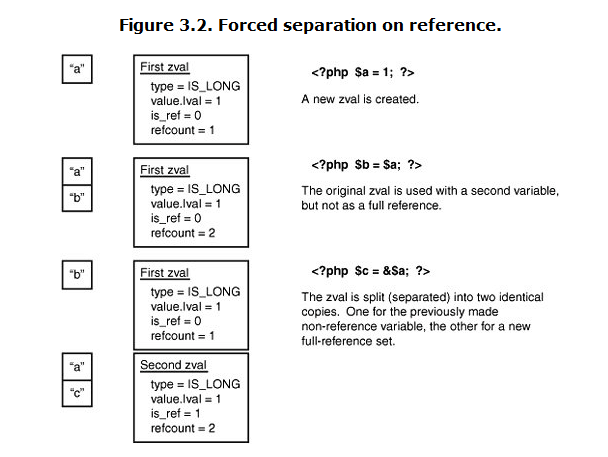 Figure 3.2. Forced separation on reference.
"a"
First zval
type = IS_LONG
value.lval = 1
is_ref = 0
refcount = 1
<?php $a = 1; ?>
A new zval is created.
"a"
"b"
First zval
type = IS_LONG
value.lval = 1
is_ref = 0
refcount = 2
<?php $b = $a; ?>
The original zval is used with a second variable,
but not as a full reference.
"b"
First zval
type = IS_LONG
value.lval = 1
is_ref = 0
refcount = 1
<?php $c = &$a; ?>
The zval is split (separated) into two identical
copies. One for the previously made
non-reference variable, the other for a new
full-reference set.
"a"
"c"
Second zval
type = IS_LONG
value.lval = 1
is_ref = 1
refcount = 2